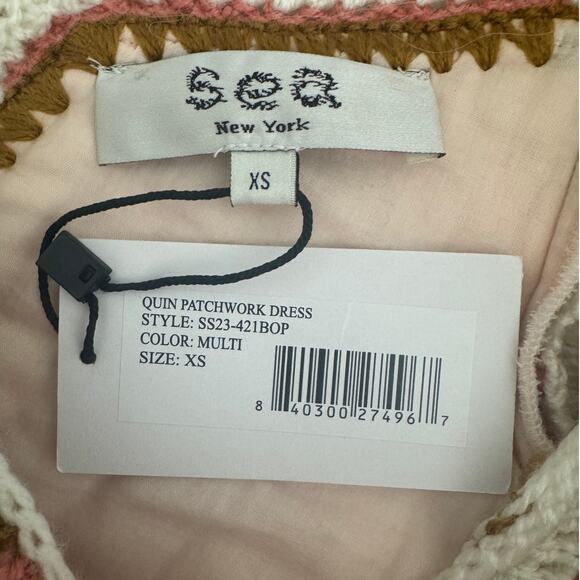 Sea
New York
XS
QUIN PATCHWORK DRESS
STYLE: SS23-421BOP
COLOR: MULTI
SIZE: XS
8 40300 27496 7